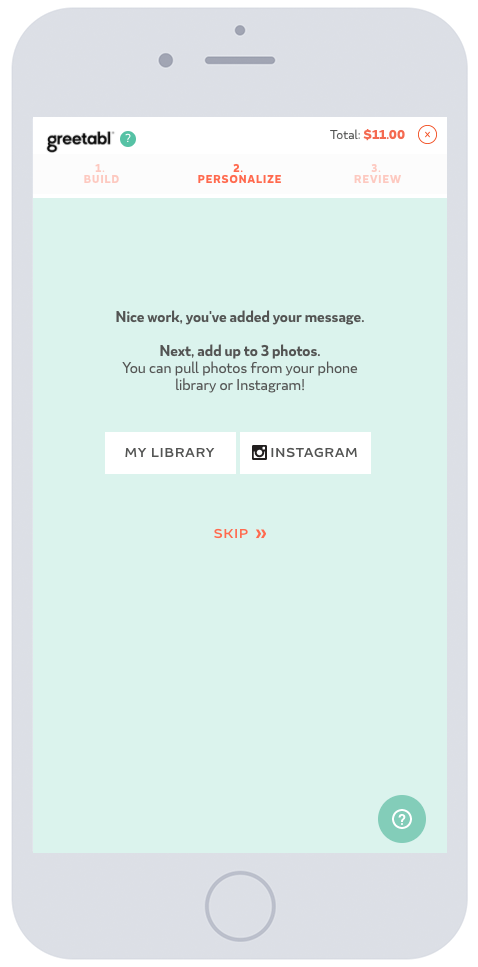 greetabl ?
Total: $11.00 ×
1. 2. 3.
BUILD PERSONALIZE REVIEW
Nice work, you've added your message.
Next, add up to 3 photos.
You can pull photos from your phone
library or Instagram!
MY LIBRARY INSTAGRAM
SKIP »
?